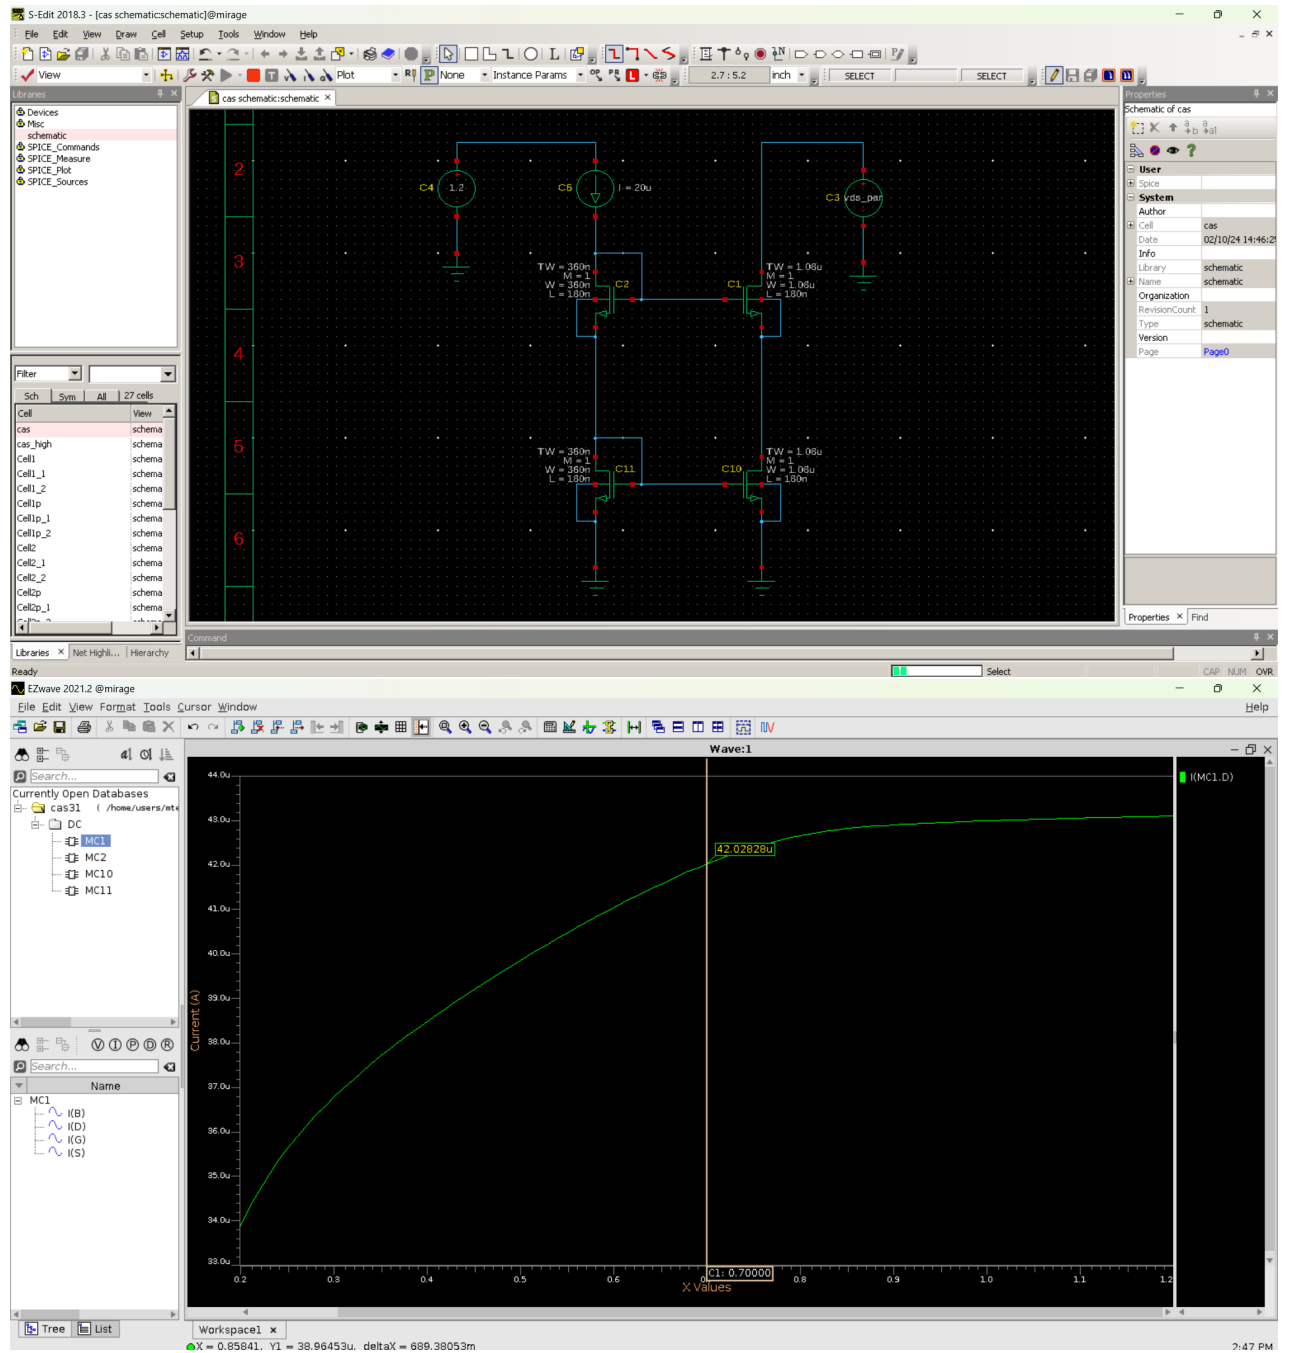 S-Edit 2018.3 - [cas schematic:schematic]@mirage
File Edit View Draw Cell Setup Tools Window Help
View Plot None Instance Params 2.7 : 5.2 inch SELECT SELECT
Libraries
Devices
Misc
schematic
SPICE_Commands
SPICE_Measure
SPICE_Plot
SPICE_Sources
Filter
Sch Sym All 27 cells
Cell View
cas schema
cas_high schema
Cell1 schema
Cell1_1 schema
Cell1_2 schema
Cell1p schema
Cell1p_1 schema
Cell1p_2 schema
Cell2 schema
Cell2_1 schema
Cell2_2 schema
Cell2p schema
Cell2p_1 schema
Libraries Net Highli... Hierarchy
cas schematic:schematic
2
3
4
5
6
C4 1.2
C5 I = 20u
C3 vds_par
TW = 360n
M = 1
W = 360n
L = 180n
C2
C1
TW = 1.06u
M = 1
W = 1.06u
L = 180n
TW = 360n
M = 1
W = 360n
L = 180n
C11
C10
TW = 1.06u
M = 1
W = 1.06u
L = 180n
Properties
Schematic of cas
User
Spice
System
Author
Cell cas
Date 02/10/24 14:46:2
Info
Library schematic
Name schematic
Organization
RevisionCount 1
Type schematic
Version
Page Page0
Properties Find
Command
Ready Select CAP NUM OVR
EZwave 2021.2 @mirage
File Edit View Format Tools Cursor Window Help
Search...
Currently Open Databases
cas31 ( /home/users/mte
DC
MC1
MC2
MC10
MC11
Search...
Name
MC1
I(B)
I(D)
I(G)
I(S)
Tree List
Wave:1
44.0u
43.0u
42.0u
41.0u
40.0u
39.0u
38.0u
37.0u
36.0u
35.0u
34.0u
33.0u
Current (A)
42.02828u
I(MC1.D)
0.2 0.3 0.4 0.5 0.6 C1: 0.70000 0.8 0.9 1.0 1.1 1.2
X Values
Workspace1
X = 0.85841, Y1 = 38.96453u, deltaX = 689.38053m
2:47 PM